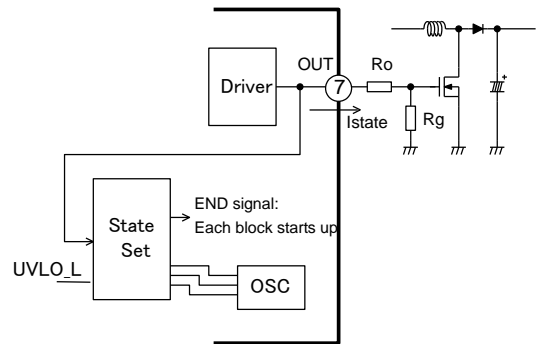 OUT
Ro
Driver
7
+
Istate
Rg
END signal:
Each block starts up
State
Set
UVLO_L
OSC